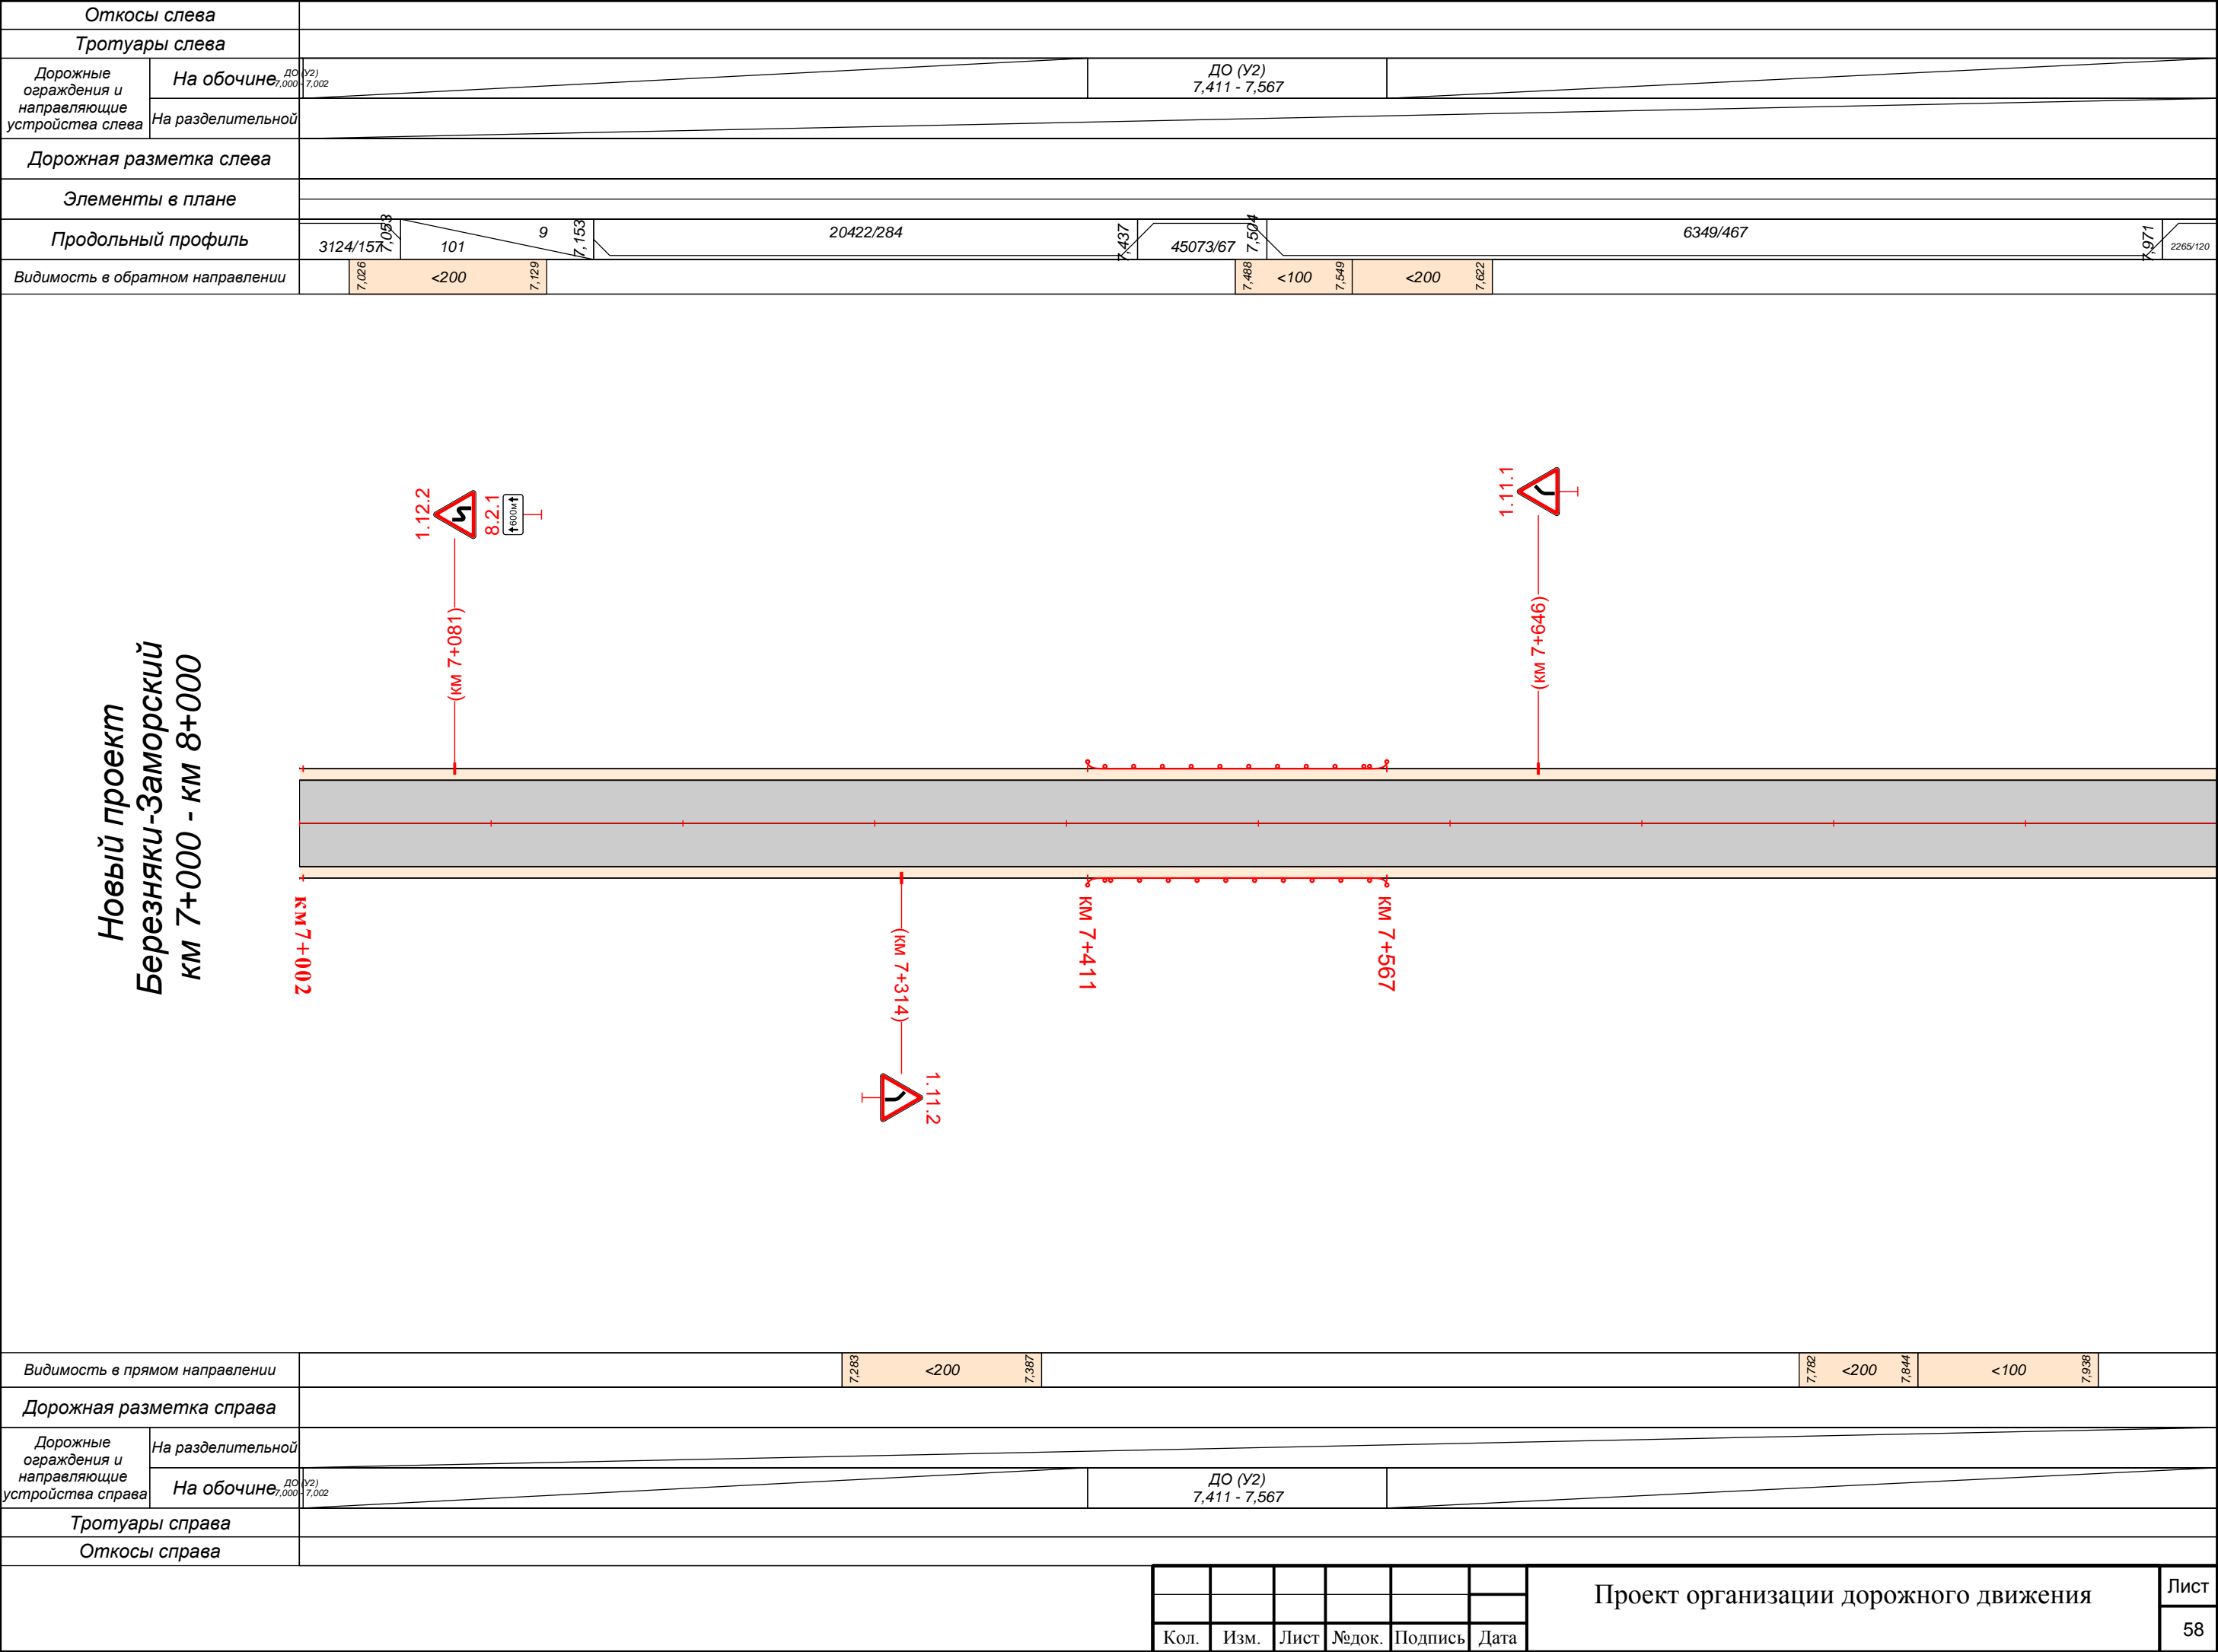 Откосы слева
Тротуары слева
Дорожные
ограждения и
направляющие
устройства слева
На обочине
ДО (У2)
7,000 - 7,002
ДО (У2)
7,411 - 7,567
На разделительной
Дорожная разметка слева
Элементы в плане
Продольный профиль
3124/157
7,053
101
9
7,153
20422/284
7,437
45073/67
7,504
6349/467
7,971
2265/120
Видимость в обратном направлении
7,026
<200
7,129
7,488
<100
7,549
<200
7,622
1.12.2
8.2.1
600м
(км 7+081)
1.11.1
(км 7+646)
Новый проект
Березняки-Заморский
км 7+000 - км 8+000
км7+002
(км 7+314)
1.11.2
км 7+411
км 7+567
Видимость в прямом направлении
7,283
<200
7,387
7,782
<200
7,844
<100
7,938
Дорожная разметка справа
Дорожные
ограждения и
направляющие
устройства справа
На разделительной
На обочине
ДО (У2)
7,000 - 7,002
ДО (У2)
7,411 - 7,567
Тротуары справа
Откосы справа
Проект организации дорожного движения
Лист
58
Кол. Изм. Лист №док. Подпись Дата